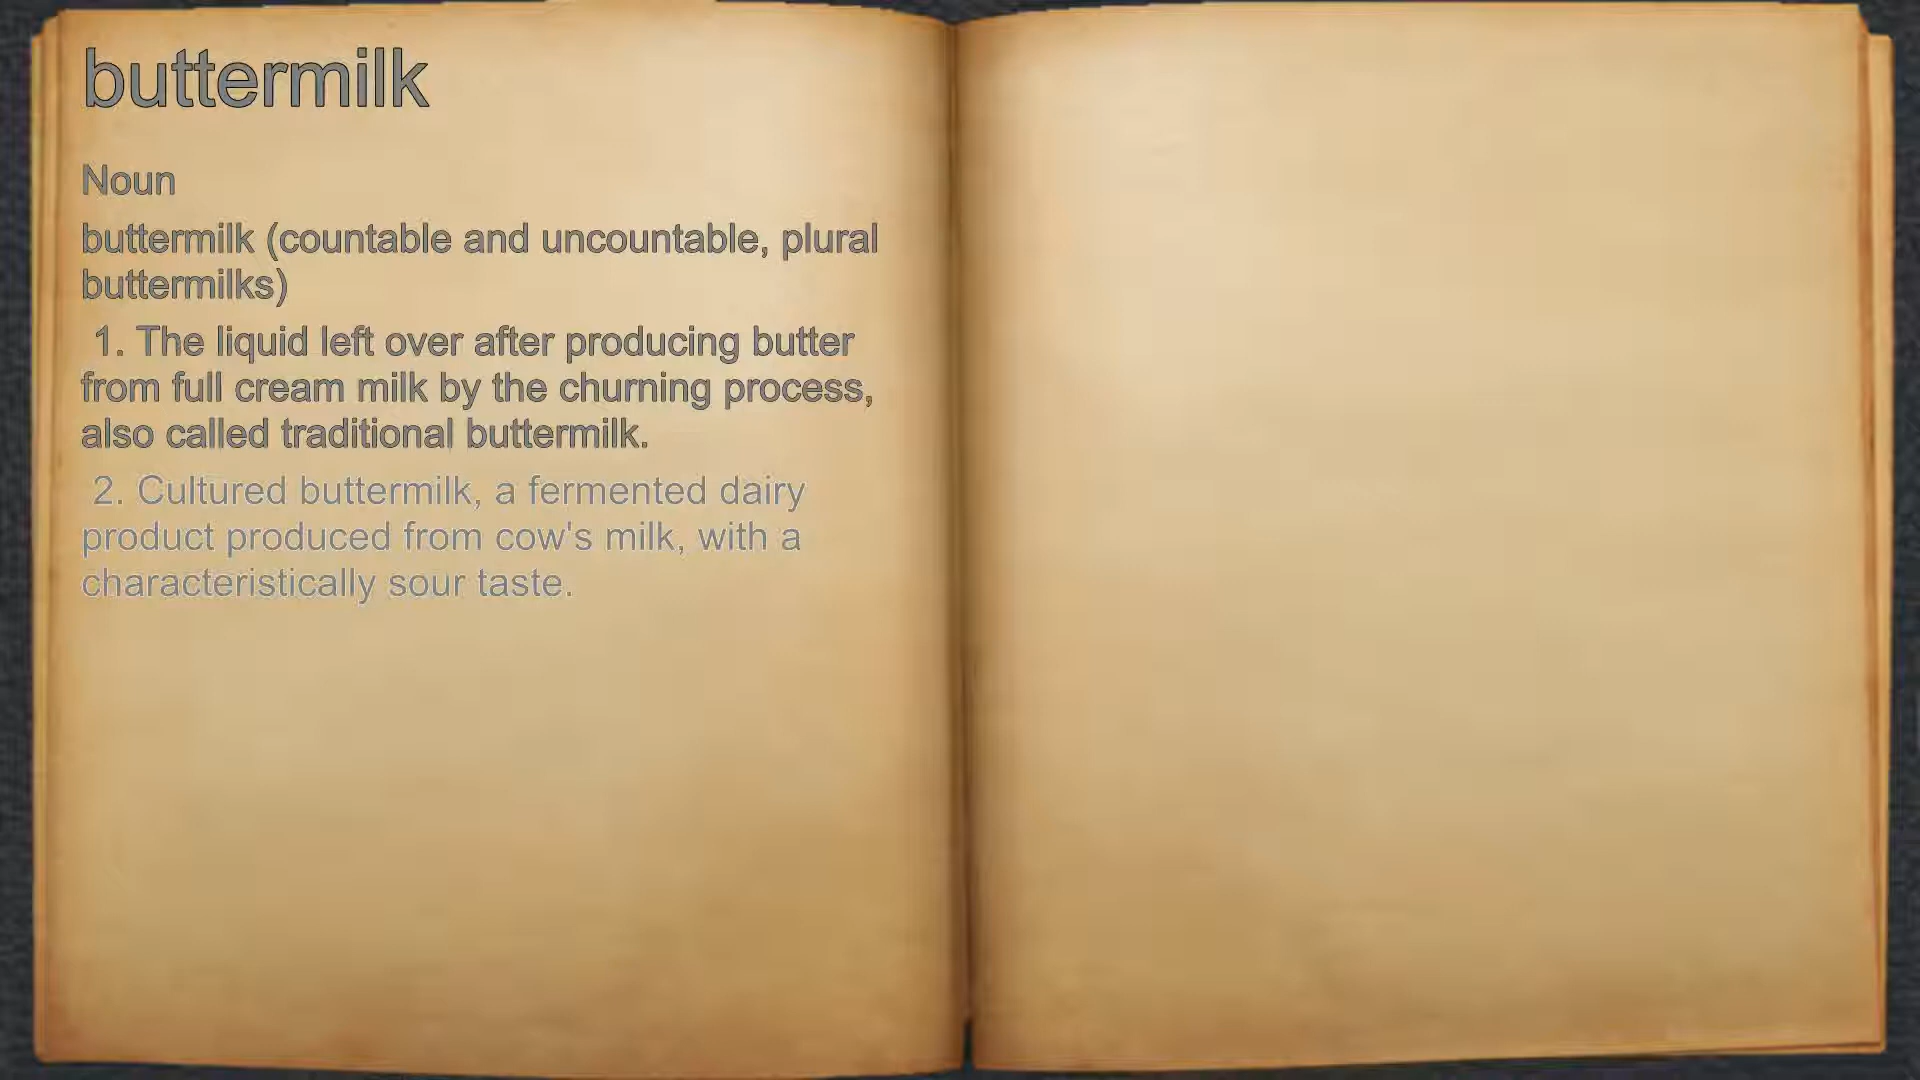 buttermilk
Noun
buttermilk (countable and uncountable, plural
buttermilks)
1. The liquid left over after producing butter
from full cream milk by the churning process,
also called traditional buttermilk.
2. Cultured buttermilk, a fermented dairy
product produced from cow's milk, with a
characteristically sour taste.